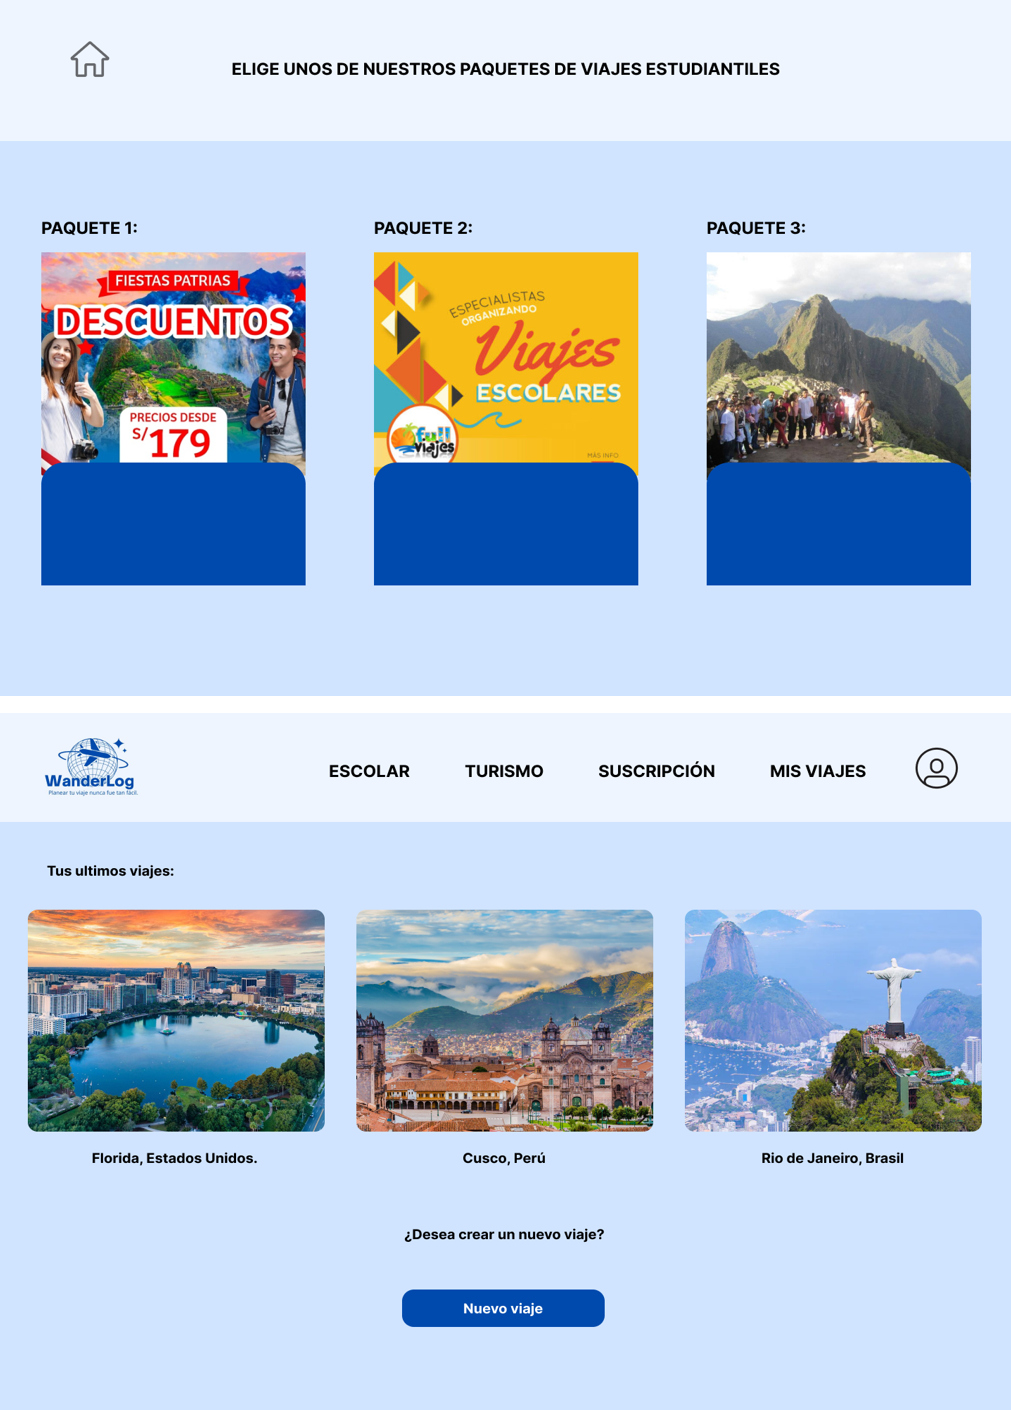 ELIGE UNOS DE NUESTROS PAQUETES DE VIAJES ESTUDIANTILES
PAQUETE 1:
PAQUETE 2:
PAQUETE 3:
FIESTAS PATRIAS
DESCUENTOS
PRECIOS DESDE
S/179
ESPECIALISTAS
ORGANIZANDO
Viajes
ESCOLARES
full
viajes
MÁS INFO
WanderLog
Planear tu viaje nunca fue tan fácil.
ESCOLAR
TURISMO
SUSCRIPCIÓN
MIS VIAJES
Tus ultimos viajes:
Florida, Estados Unidos.
Cusco, Perú
Rio de Janeiro, Brasil
¿Desea crear un nuevo viaje?
Nuevo viaje